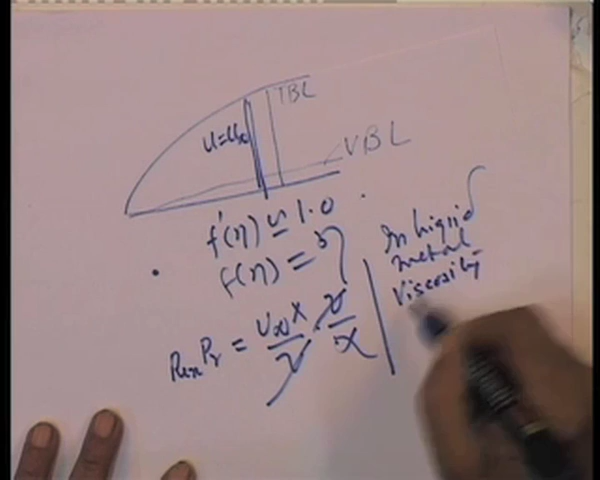 TBL
u=u∞
VBL
f'(η) ≃ 1.0
f(η) = η
Rex Pr = U∞ x / ν · ν / α
In liquid
metal
viscosity